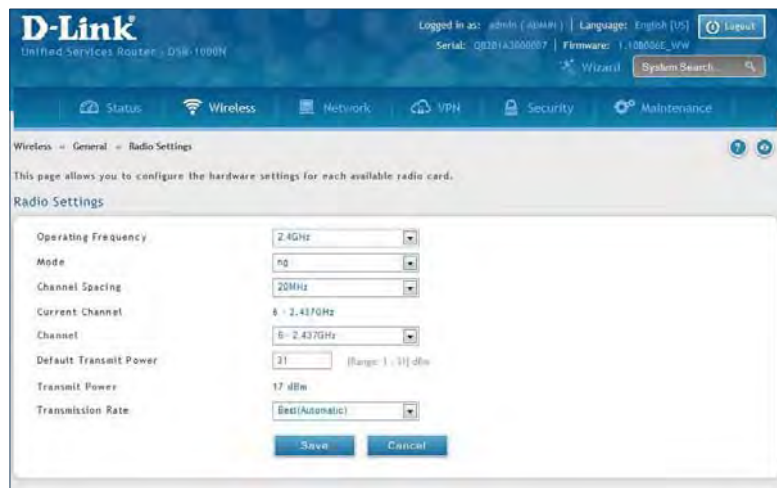 D-Link
Unified Services Router - DSR-1000N
Logged in as: admin ( ADMIN ) | Language: English [US]
Logout
Serial: | Firmware: _WW
Wizard
System Search...
Status
Wireless
Network
VPN
Security
Maintenance
Wireless » General » Radio Settings
This page allows you to configure the hardware settings for each available radio card.
Radio Settings
Operating Frequency 2.4GHz
Mode ng
Channel Spacing 20MHz
Current Channel 6 - 2.437GHz
Channel 6 - 2.437GHz
Default Transmit Power 31 [Range: 1 - 31] dBm
Transmit Power 17 dBm
Transmission Rate Best(Automatic)
Save
Cancel